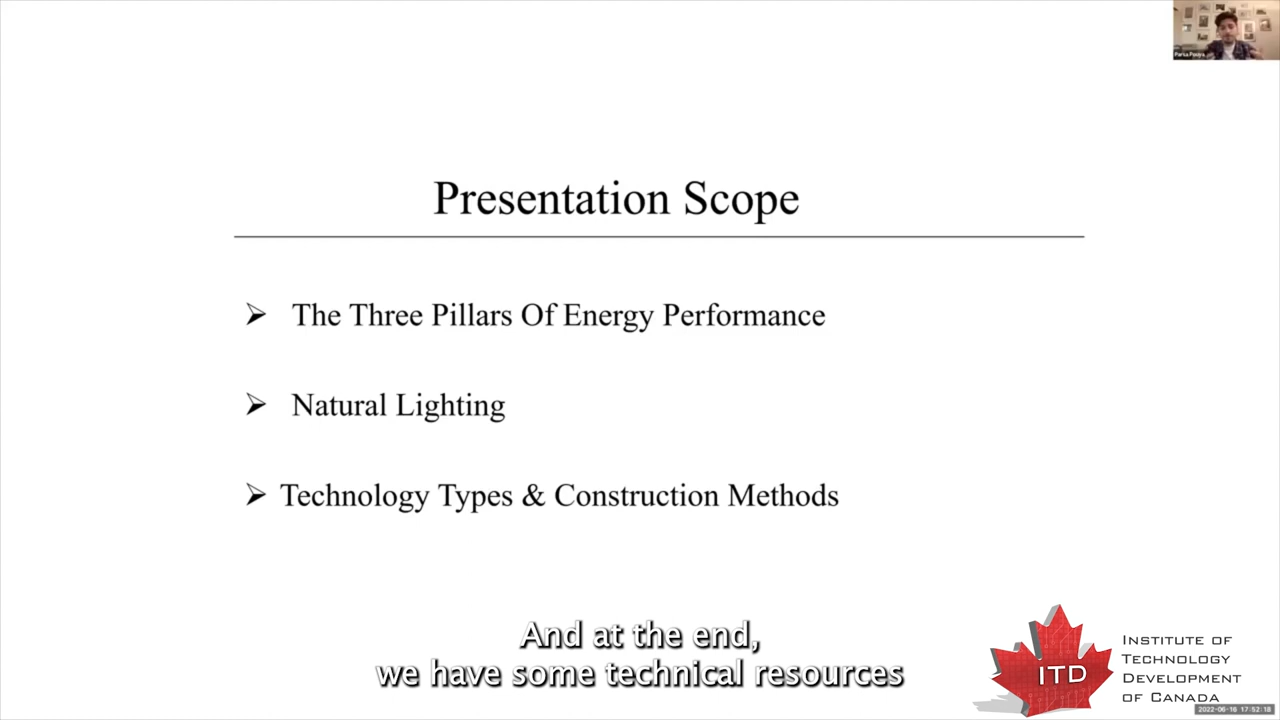 Presentation Scope
➢ The Three Pillars Of Energy Performance
➢ Natural Lighting
➢ Technology Types & Construction Methods
And at the end,
we have some technical resources
ITD
INSTITUTE OF
TECHNOLOGY
DEVELOPMENT
OF CANADA
2022-06-16 17:52:18